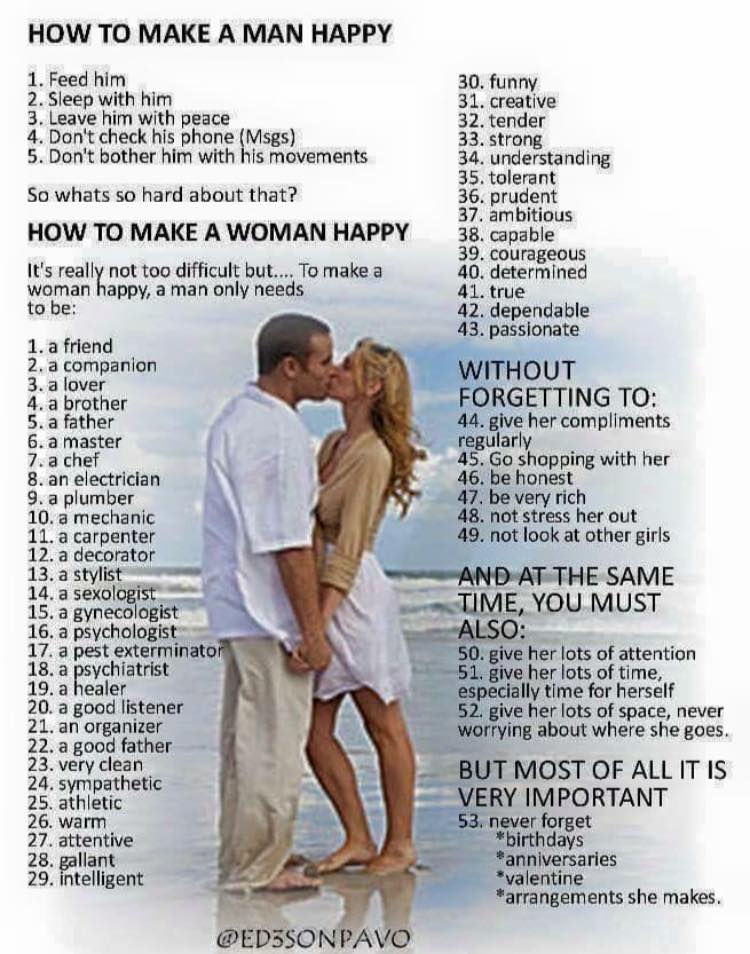 HOW TO MAKE A MAN HAPPY
1. Feed him
2. Sleep with him
3. Leave him with peace
4. Don't check his phone (Msgs)
5. Don't bother him with his movements
So whats so hard about that?
HOW TO MAKE A WOMAN HAPPY
It's really not too difficult but.... To make a
woman happy, a man only needs
to be:
1. a friend
2. a companion
3. a lover
4. a brother
5. a father
6. a master
7. a chef
8. an electrician
9. a plumber
10. a mechanic
11. a carpenter
12. a decorator
13. a stylist
14. a sexologist
15. a gynecologist
16. a psychologist
17. a pest exterminator
18. a psychiatrist
19. a healer
20. a good listener
21. an organizer
22. a good father
23. very clean
24. sympathetic
25. athletic
26. warm
27. attentive
28. gallant
29. intelligent
30. funny
31. creative
32. tender
33. strong
34. understanding
35. tolerant
36. prudent
37. ambitious
38. capable
39. courageous
40. determined
41. true
42. dependable
43. passionate
WITHOUT
FORGETTING TO:
44. give her compliments
regularly
45. Go shopping with her
46. be honest
47. be very rich
48. not stress her out
49. not look at other girls
AND AT THE SAME
TIME, YOU MUST
ALSO:
50. give her lots of attention
51. give her lots of time,
especially time for herself
52. give her lots of space, never
worrying about where she goes.
BUT MOST OF ALL IT IS
VERY IMPORTANT
53. never forget
*birthdays
*anniversaries
*valentine
*arrangements she makes.
@ED3SONPAVO